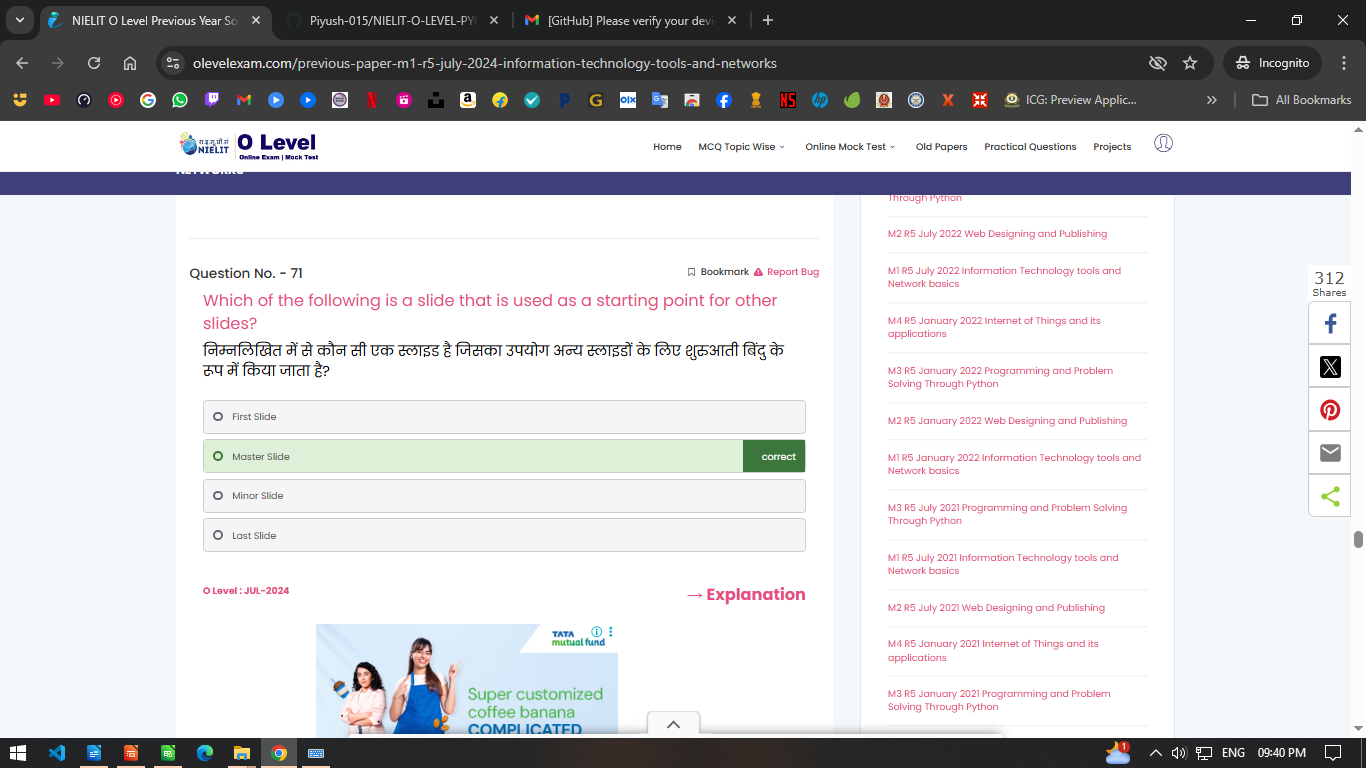 NIELIT O Level Previous Year So
Piyush-015/NIELIT-O-LEVEL-PY
[GitHub] Please verify your devi
olevelexam.com/previous-paper-m1-r5-july-2024-information-technology-tools-and-networks
Incognito
ICG: Preview Applic...
All Bookmarks
रा.इ.सू.प्रौ.सं
NIELIT
O Level
Online Exam | Mock Test
Home
MCQ Topic Wise
Online Mock Test
Old Papers
Practical Questions
Projects
NETWORKS
Question No. - 71
Bookmark
Report Bug
Which of the following is a slide that is used as a starting point for other
slides?
निम्नलिखित में से कौन सी एक स्लाइड है जिसका उपयोग अन्य स्लाइडों के लिए शुरुआती बिंदु के
रूप में किया जाता है?
First Slide
Master Slide
correct
Minor Slide
Last Slide
O Level : JUL-2024
→ Explanation
TATA
mutual fund
Super customized
coffee banana
COMPLICATED
Through Python
M2 R5 July 2022 Web Designing and Publishing
M1 R5 July 2022 Information Technology tools and
Network basics
M4 R5 January 2022 Internet of Things and its
applications
M3 R5 January 2022 Programming and Problem
Solving Through Python
M2 R5 January 2022 Web Designing and Publishing
M1 R5 January 2022 Information Technology tools and
Network basics
M3 R5 July 2021 Programming and Problem Solving
Through Python
M1 R5 July 2021 Information Technology tools and
Network basics
M2 R5 July 2021 Web Designing and Publishing
M4 R5 January 2021 Internet of Things and its
applications
M3 R5 January 2021 Programming and Problem
Solving Through Python
312
Shares
1
ENG
09:40 PM